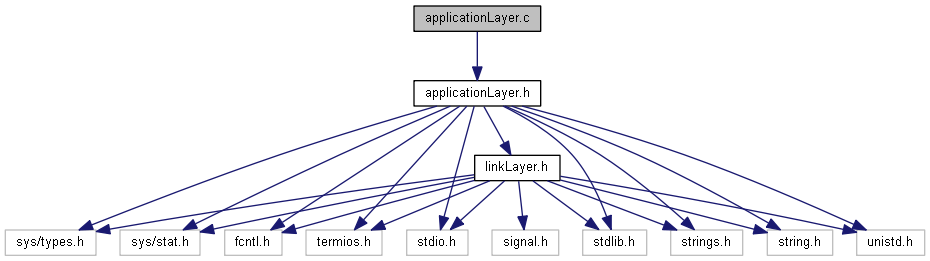 applicationLayer.c
applicationLayer.h
linkLayer.h
sys/types.h
sys/stat.h
fcntl.h
termios.h
stdio.h
signal.h
stdlib.h
strings.h
string.h
unistd.h